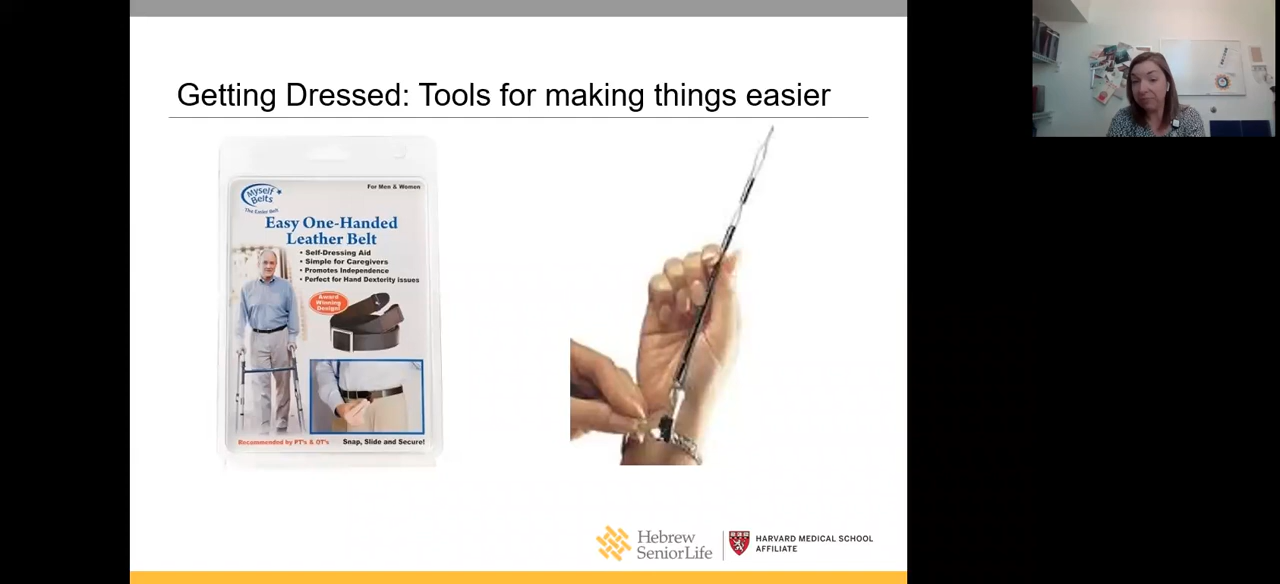 Getting Dressed: Tools for making things easier
Myself
Belts
The Easier Belt
For Men & Women
Easy One-Handed
Leather Belt
• Self-Dressing Aid
• Simple for Caregivers
• Promotes Independence
• Perfect for Hand Dexterity issues
Award
Winning
Design!
Recommended by PT's & OT's
Snap, Slide and Secure!
Hebrew
SeniorLife
HARVARD MEDICAL SCHOOL
AFFILIATE